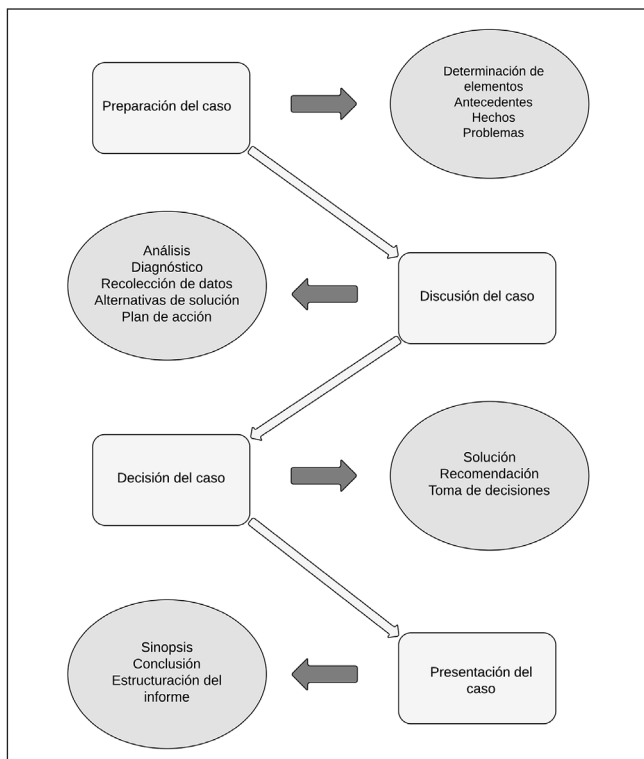 Preparación del caso
Determinación de
elementos
Antecedentes
Hechos
Problemas
Análisis
Diagnóstico
Recolección de datos
Alternativas de solución
Plan de acción
Discusión del caso
Decisión del caso
Solución
Recomendación
Toma de decisiones
Sinopsis
Conclusión
Estructuración del
informe
Presentación del
caso